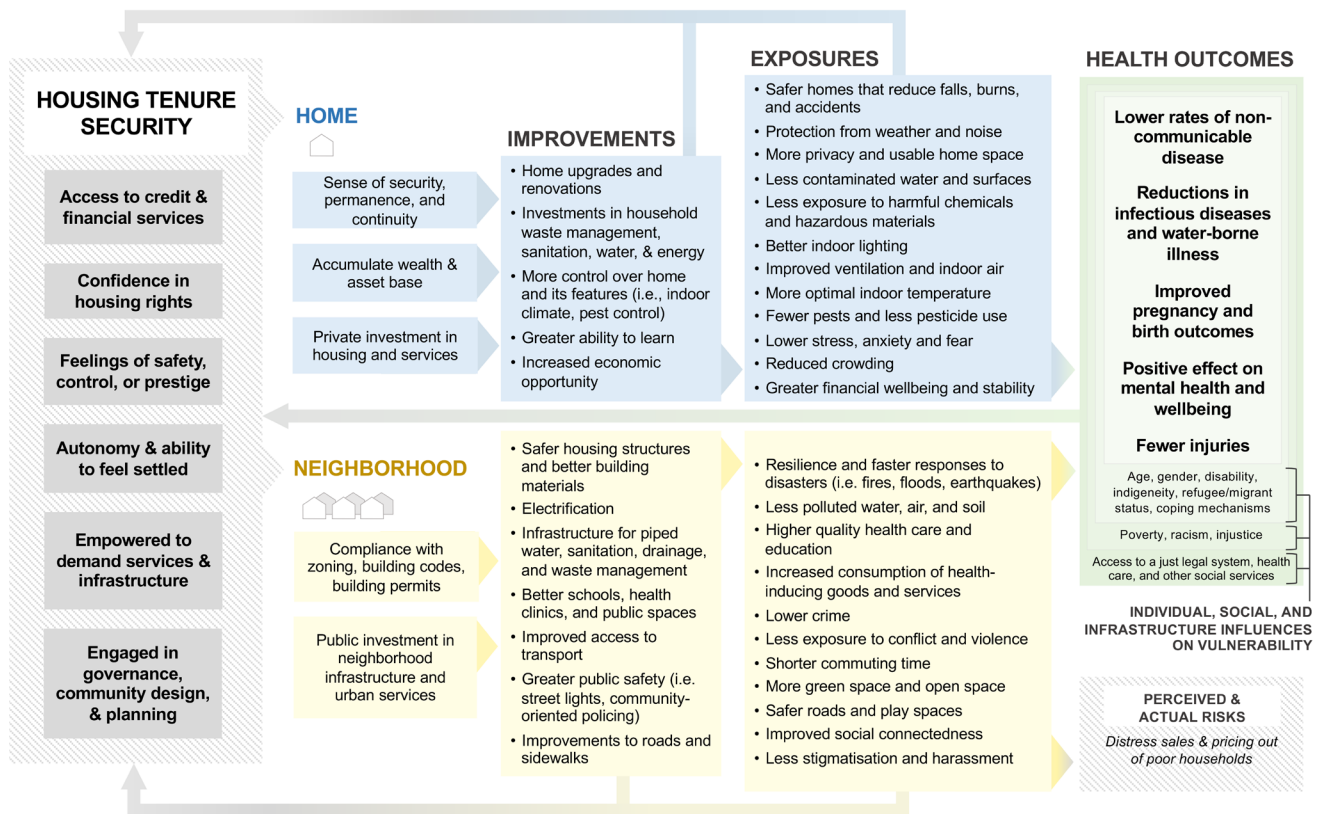 HOUSING TENURE
SECURITY
Access to credit &
financial services
Confidence in
housing rights
Feelings of safety,
control, or prestige
Autonomy & ability
to feel settled
Empowered to
demand services &
infrastructure
Engaged in
governance,
community design,
& planning
HOME
Sense of security,
permanence, and
continuity
Accumulate wealth &
asset base
Private investment in
housing and services
IMPROVEMENTS
• Home upgrades and
renovations
• Investments in household
waste management,
sanitation, water, & energy
• More control over home
and its features (i.e., indoor
climate, pest control)
• Greater ability to learn
• Increased economic
opportunity
EXPOSURES
• Safer homes that reduce falls, burns,
and accidents
• Protection from weather and noise
• More privacy and usable home space
• Less contaminated water and surfaces
• Less exposure to harmful chemicals
and hazardous materials
• Better indoor lighting
• Improved ventilation and indoor air
• More optimal indoor temperature
• Fewer pests and less pesticide use
• Lower stress, anxiety and fear
• Reduced crowding
• Greater financial wellbeing and stability
NEIGHBORHOOD
Compliance with
zoning, building codes,
building permits
Public investment in
neighborhood
infrastructure and
urban services
• Safer housing structures
and better building
materials
• Electrification
• Infrastructure for piped
water, sanitation, drainage,
and waste management
• Better schools, health
clinics, and public spaces
• Improved access to
transport
• Greater public safety (i.e.
street lights, community-
oriented policing)
• Improvements to roads and
sidewalks
• Resilience and faster responses to
disasters (i.e. fires, floods, earthquakes)
• Less polluted water, air, and soil
• Higher quality health care and
education
• Increased consumption of health-
inducing goods and services
• Lower crime
• Less exposure to conflict and violence
• Shorter commuting time
• More green space and open space
• Safer roads and play spaces
• Improved social connectedness
• Less stigmatisation and harassment
HEALTH OUTCOMES
Lower rates of non-
communicable
disease
Reductions in
infectious diseases
and water-borne
illness
Improved
pregnancy and
birth outcomes
Positive effect on
mental health and
wellbeing
Fewer injuries
Age, gender, disability,
indigeneity, refugee/migrant
status, coping mechanisms
Poverty, racism, injustice
Access to a just legal system, health
care, and other social services
INDIVIDUAL, SOCIAL, AND
INFRASTRUCTURE INFLUENCES
ON VULNERABILITY
PERCEIVED &
ACTUAL RISKS
Distress sales & pricing out
of poor households